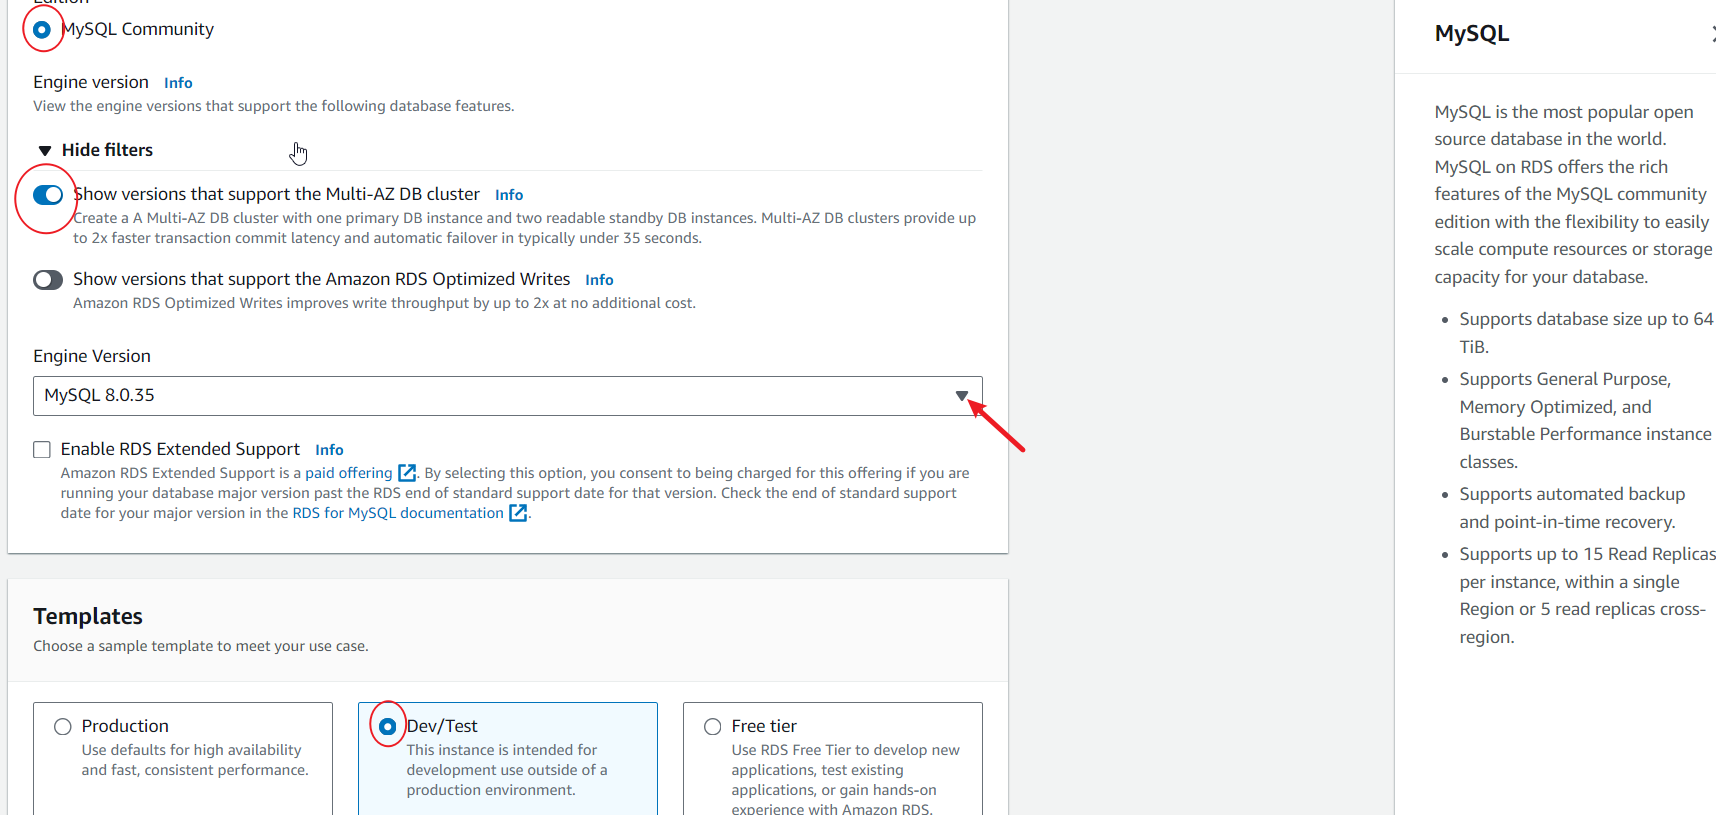 Edition
MySQL Community
Engine version Info
View the engine versions that support the following database features.
Hide filters
Show versions that support the Multi-AZ DB cluster Info
Create a A Multi-AZ DB cluster with one primary DB instance and two readable standby DB instances. Multi-AZ DB clusters provide up
to 2x faster transaction commit latency and automatic failover in typically under 35 seconds.
Show versions that support the Amazon RDS Optimized Writes Info
Amazon RDS Optimized Writes improves write throughput by up to 2x at no additional cost.
Engine Version
MySQL 8.0.35
Enable RDS Extended Support Info
Amazon RDS Extended Support is a paid offering. By selecting this option, you consent to being charged for this offering if you are
running your database major version past the RDS end of standard support date for that version. Check the end of standard support
date for your major version in the RDS for MySQL documentation.
Templates
Choose a sample template to meet your use case.
Production
Use defaults for high availability
and fast, consistent performance.
Dev/Test
This instance is intended for
development use outside of a
production environment.
Free tier
Use RDS Free Tier to develop new
applications, test existing
applications, or gain hands-on
experience with Amazon RDS.
MySQL
MySQL is the most popular open
source database in the world.
MySQL on RDS offers the rich
features of the MySQL community
edition with the flexibility to easily
scale compute resources or storage
capacity for your database.
• Supports database size up to 64
TiB.
• Supports General Purpose,
Memory Optimized, and
Burstable Performance instance
classes.
• Supports automated backup
and point-in-time recovery.
• Supports up to 15 Read Replicas
per instance, within a single
Region or 5 read replicas cross-
region.